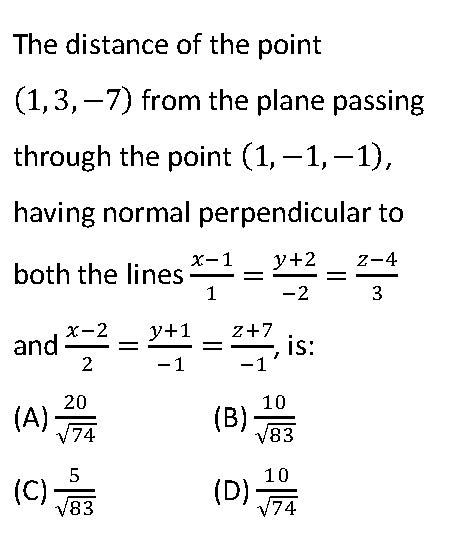 The distance of the point
(1, 3, −7) from the plane passing
through the point (1, −1, −1),
having normal perpendicular to
both the lines \frac{x−1}{1} = \frac{y+2}{−2} = \frac{z−4}{3}
and \frac{x−2}{2} = \frac{y+1}{−1} = \frac{z+7}{−1}, is:
(A) \frac{20}{\sqrt{74}} (B) \frac{10}{\sqrt{83}}
(C) \frac{5}{\sqrt{83}} (D) \frac{10}{\sqrt{74}}